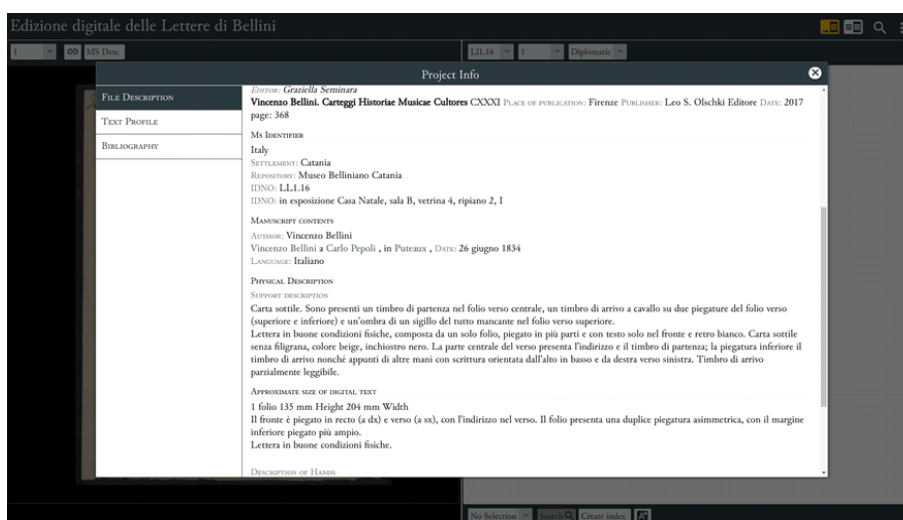 Edizione digitale delle Lettere di Bellini
1 MS Desc LL1.16 1 Diplomatic
Project Info
File Description
Text Profile
Bibliography
Editor: Graziella Seminara
Vincenzo Bellini. Carteggi Historiae Musicae Cultores CXXXI Place of publication: Firenze Publisher: Leo S. Olschki Editore Date: 2017
page: 368
Ms Identifier
Italy
Settlement: Catania
Repository: Museo Belliniano Catania
IDNO: LL1.16
IDNO: in esposizione Casa Natale, sala B, vetrina 4, ripiano 2, I
Manuscript contents
Author: Vincenzo Bellini
Vincenzo Bellini a Carlo Pepoli , in Puteaux , Date: 26 giugno 1834
Language: Italiano
Physical Description
Support description
Carta sottile. Sono presenti un timbro di partenza nel folio verso centrale, un timbro di arrivo a cavallo su due piegature del folio verso
(superiore e inferiore) e un'ombra di un sigillo del tutto mancante nel folio verso superiore.
Lettera in buone condizioni fisiche, composta da un solo folio, piegato in più parti e con testo solo nel fronte e retro bianco. Carta sottile
senza filigrana, colore beige, inchiostro nero. La parte centrale del verso presenta l'indirizzo e il timbro di partenza; la piegatura inferiore il
timbro di arrivo nonché appunti di altre mani con scrittura orientata dall'alto in basso e da destra verso sinistra. Timbro di arrivo
parzialmente leggibile.
Approximate size of digital text
1 folio 135 mm Height 204 mm Width
Il fronte è piegato in recto (a dx) e verso (a sx), con l'indirizzo nel verso. Il folio presenta una duplice piegatura asimmetrica, con il margine
inferiore piegato più ampio.
Lettera in buone condizioni fisiche.
Description of Hands
No Selection Search Create index